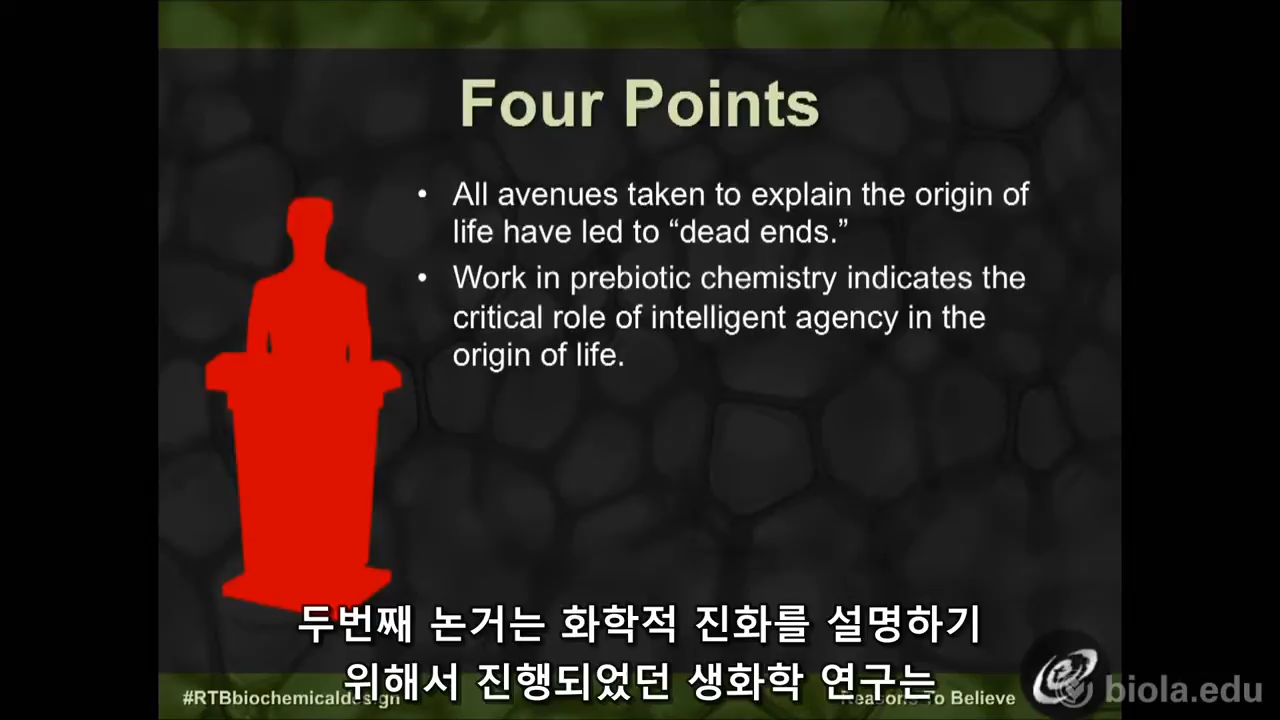 Four Points
• All avenues taken to explain the origin of
life have led to “dead ends.”
• Work in prebiotic chemistry indicates the
critical role of intelligent agency in the
origin of life.
두번째 논거는 화학적 진화를 설명하기
위해서 진행되었던 생화학 연구는
#RTBbiochemicaldesign
Reasons To Believe
biola.edu